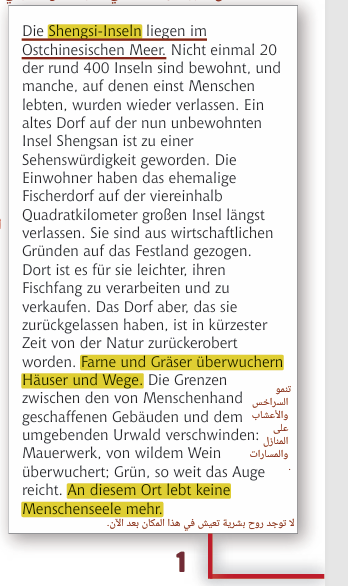 Die Shengsi-Inseln liegen im
Ostchinesischen Meer. Nicht einmal 20
der rund 400 Inseln sind bewohnt, und
manche, auf denen einst Menschen
lebten, wurden wieder verlassen. Ein
altes Dorf auf der nun unbewohnten
Insel Shengsan ist zu einer
Sehenswürdigkeit geworden. Die
Einwohner haben das ehemalige
Fischerdorf auf der viereinhalb
Quadratkilometer großen Insel längst
verlassen. Sie sind aus wirtschaftlichen
Gründen auf das Festland gezogen.
Dort ist es für sie leichter, ihren
Fischfang zu verarbeiten und zu
verkaufen. Das Dorf aber, das sie
zurückgelassen haben, ist in kürzester
Zeit von der Natur zurückerobert
worden. Farne und Gräser überwuchern
Häuser und Wege. Die Grenzen
zwischen den von Menschenhand
geschaffenen Gebäuden und dem
umgebenden Urwald verschwinden:
Mauerwerk, von wildem Wein
überwuchert; Grün, so weit das Auge
reicht. An diesem Ort lebt keine
Menschenseele mehr.
تنمو
السراخس
والأعشاب
على
المنازل
والمسارات
.
لا توجد روح بشرية تعيش في هذا المكان بعد الآن.
1